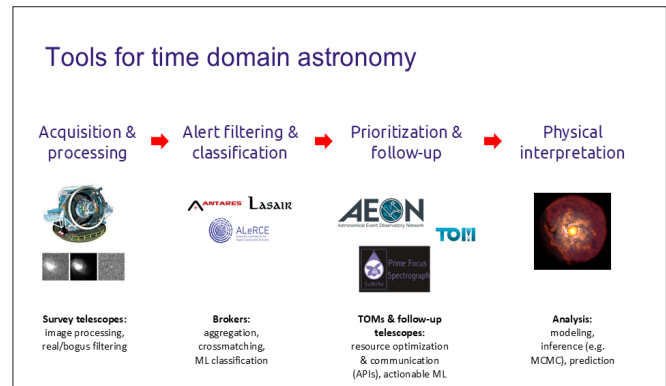 Tools for time domain astronomy
Acquisition &
processing
Alert filtering &
classification
Prioritization &
follow-up
Physical
interpretation
ANTARES
LASAIR
ALeRCE
AEON
Astronomical Event Observatory Network
TOM
Prime Focus
Spectrograph
SuMIRe
Survey telescopes:
image processing,
real/bogus filtering
Brokers:
aggregation,
crossmatching,
ML classification
TOMs & follow-up
telescopes:
resource optimization
& communication
(APIs), actionable ML
Analysis:
modeling,
inference (e.g.
MCMC), prediction